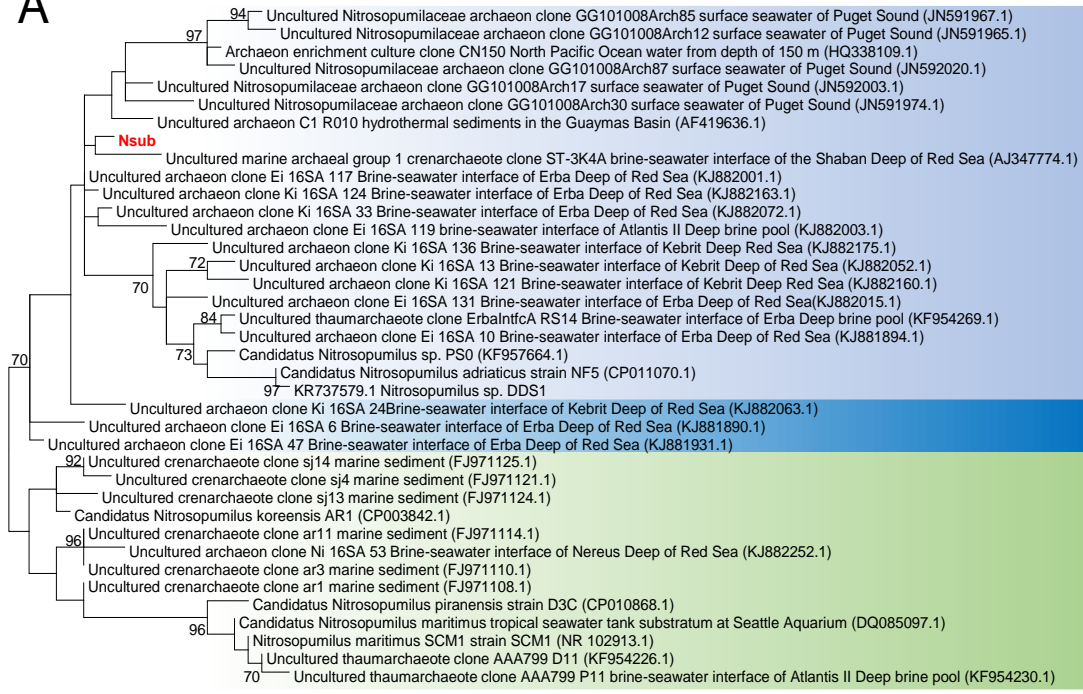 A
94
Uncultured Nitrosopumilaceae archaeon clone GG101008Arch85 surface seawater of Puget Sound (JN591967.1)
Uncultured Nitrosopumilaceae archaeon clone GG101008Arch12 surface seawater of Puget Sound (JN591965.1)
97
Archaeon enrichment culture clone CN150 North Pacific Ocean water from depth of 150 m (HQ338109.1)
Uncultured Nitrosopumilaceae archaeon clone GG101008Arch87 surface seawater of Puget Sound (JN592020.1)
Uncultured Nitrosopumilaceae archaeon clone GG101008Arch17 surface seawater of Puget Sound (JN592003.1)
Uncultured Nitrosopumilaceae archaeon clone GG101008Arch30 surface seawater of Puget Sound (JN591974.1)
Uncultured archaeon C1 R010 hydrothermal sediments in the Guaymas Basin (AF419636.1)
Nsub
Uncultured marine archaeal group 1 crenarchaeote clone ST-3K4A brine-seawater interface of the Shaban Deep of Red Sea (AJ347774.1)
Uncultured archaeon clone Ei 16SA 117 Brine-seawater interface of Erba Deep of Red Sea (KJ882001.1)
Uncultured archaeon clone Ki 16SA 124 Brine-seawater interface of Erba Deep of Red Sea (KJ882163.1)
Uncultured archaeon clone Ki 16SA 33 Brine-seawater interface of Erba Deep of Red Sea (KJ882072.1)
Uncultured archaeon clone Ei 16SA 119 brine-seawater interface of Atlantis II Deep brine pool (KJ882003.1)
Uncultured archaeon clone Ki 16SA 136 Brine-seawater interface of Kebrit Deep Red Sea (KJ882175.1)
72
Uncultured archaeon clone Ki 16SA 13 Brine-seawater interface of Kebrit Deep of Red Sea (KJ882052.1)
70
Uncultured archaeon clone Ki 16SA 121 Brine-seawater interface of Kebrit Deep Red Sea (KJ882160.1)
Uncultured archaeon clone Ei 16SA 131 Brine-seawater interface of Erba Deep of Red Sea(KJ882015.1)
84
Uncultured thaumarchaeote clone ErbaIntfcA RS14 Brine-seawater interface of Erba Deep brine pool (KF954269.1)
Uncultured archaeon clone Ei 16SA 10 Brine-seawater interface of Erba Deep of Red Sea (KJ881894.1)
73
Candidatus Nitrosopumilus sp. PS0 (KF957664.1)
70
Candidatus Nitrosopumilus adriaticus strain NF5 (CP011070.1)
97
KR737579.1 Nitrosopumilus sp. DDS1
Uncultured archaeon clone Ki 16SA 24Brine-seawater interface of Kebrit Deep of Red Sea (KJ882063.1)
Uncultured archaeon clone Ei 16SA 6 Brine-seawater interface of Erba Deep of Red Sea (KJ881890.1)
Uncultured archaeon clone Ei 16SA 47 Brine-seawater interface of Erba Deep of Red Sea (KJ881931.1)
92
Uncultured crenarchaeote clone sj14 marine sediment (FJ971125.1)
Uncultured crenarchaeote clone sj4 marine sediment (FJ971121.1)
Uncultured crenarchaeote clone sj13 marine sediment (FJ971124.1)
Candidatus Nitrosopumilus koreensis AR1 (CP003842.1)
Uncultured crenarchaeote clone ar11 marine sediment (FJ971114.1)
96
Uncultured archaeon clone Ni 16SA 53 Brine-seawater interface of Nereus Deep of Red Sea (KJ882252.1)
Uncultured crenarchaeote clone ar3 marine sediment (FJ971110.1)
Uncultured crenarchaeote clone ar1 marine sediment (FJ971108.1)
Candidatus Nitrosopumilus piranensis strain D3C (CP010868.1)
96
Candidatus Nitrosopumilus maritimus tropical seawater tank substratum at Seattle Aquarium (DQ085097.1)
Nitrosopumilus maritimus SCM1 strain SCM1 (NR 102913.1)
Uncultured thaumarchaeote clone AAA799 D11 (KF954226.1)
70
Uncultured thaumarchaeote clone AAA799 P11 brine-seawater interface of Atlantis II Deep brine pool (KF954230.1)